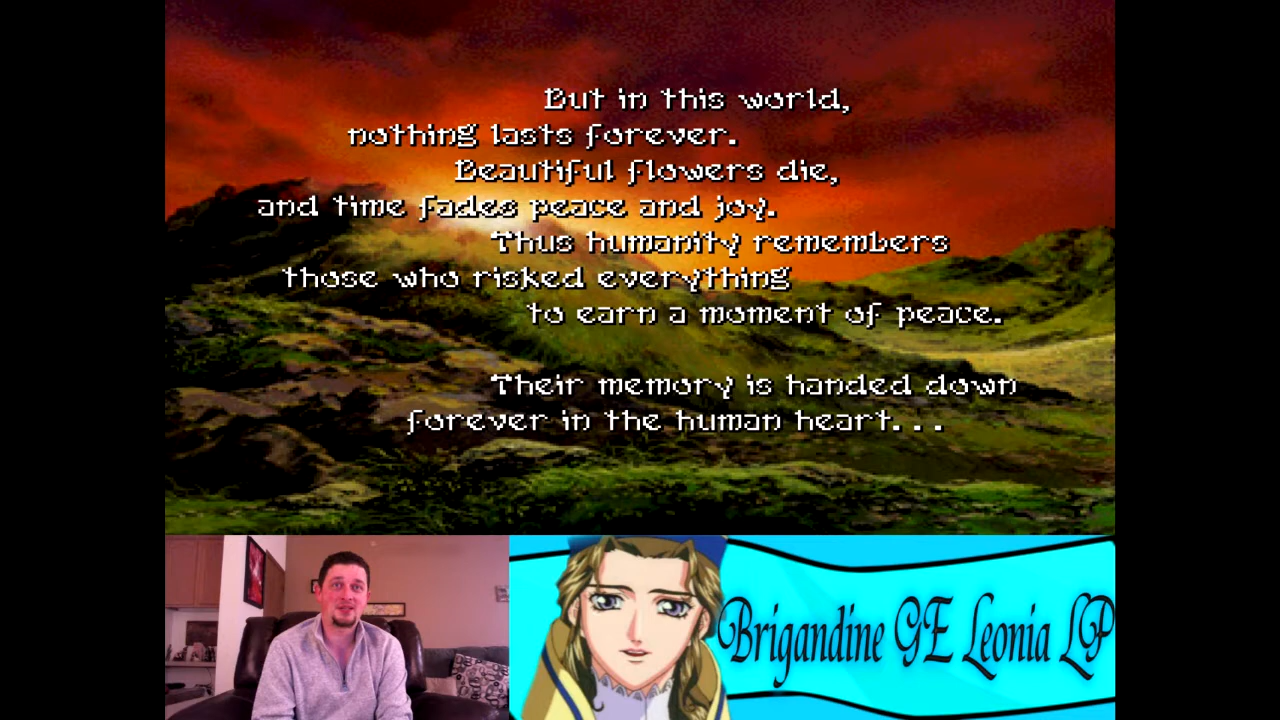 But in this world,
nothing lasts forever.
Beautiful flowers die,
and time fades peace and joy.
Thus humanity remembers
those who risked everything
to earn a moment of peace.
Their memory is handed down
forever in the human heart...
Brigandine GE Leonia LP